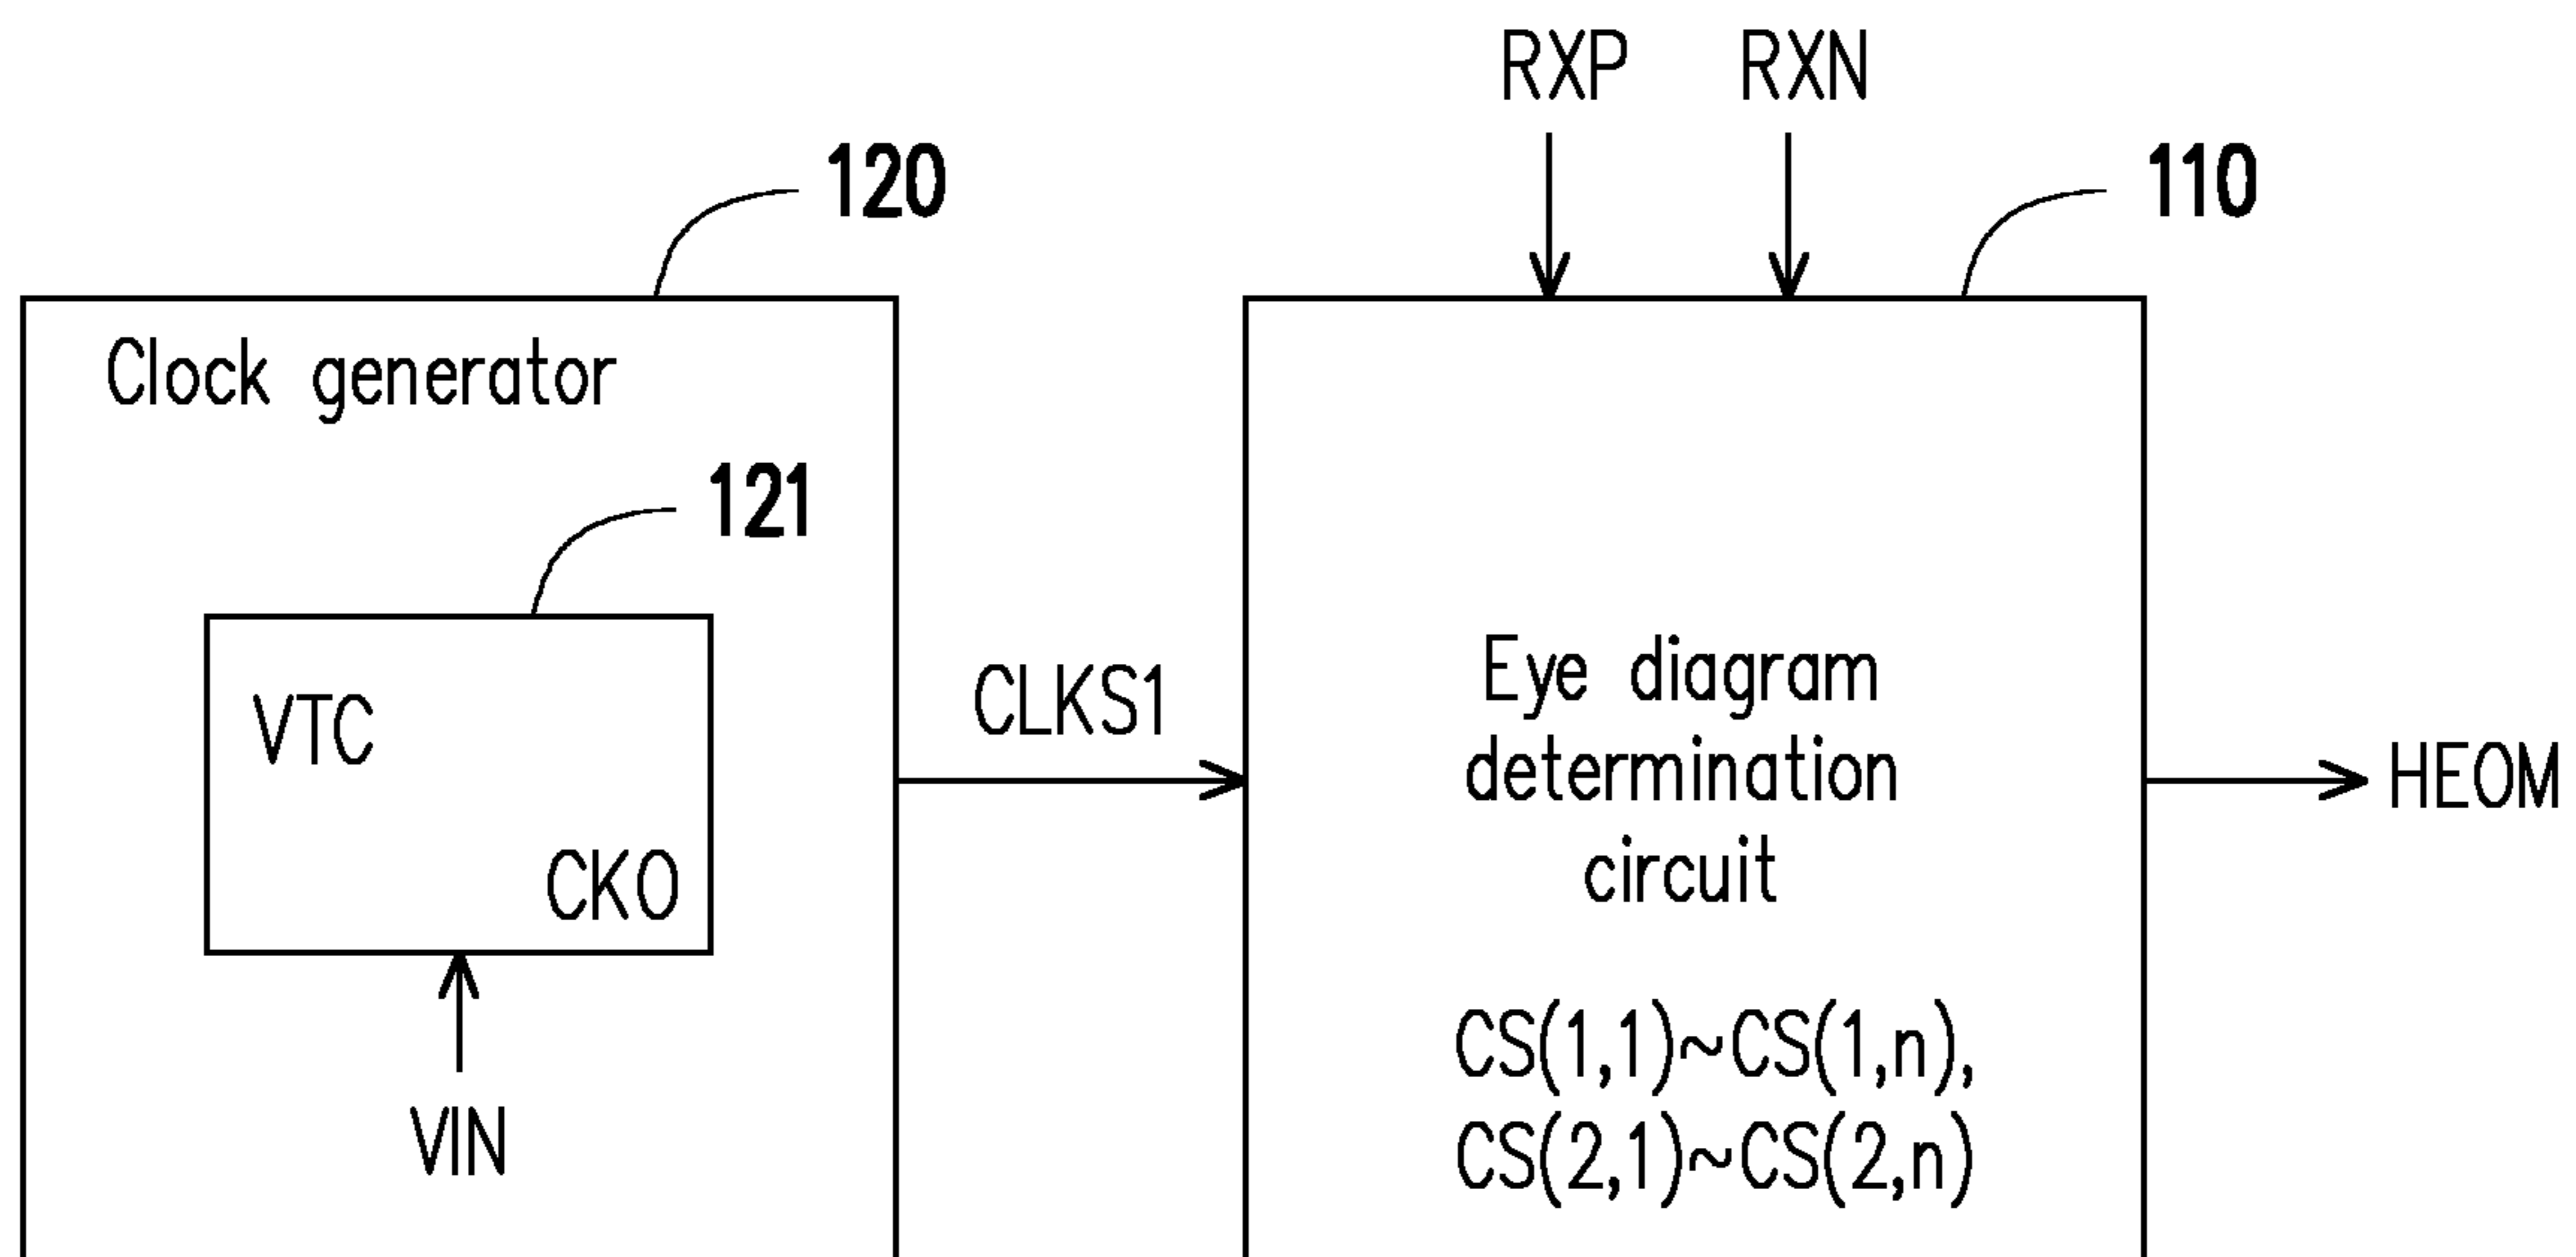 RXP RXN
120
110
Clock generator
121
VTC
CKO
VIN
CLKS1
Eye diagram
determination
circuit
CS(1,1)~CS(1,n),
CS(2,1)~CS(2,n)
HEOM